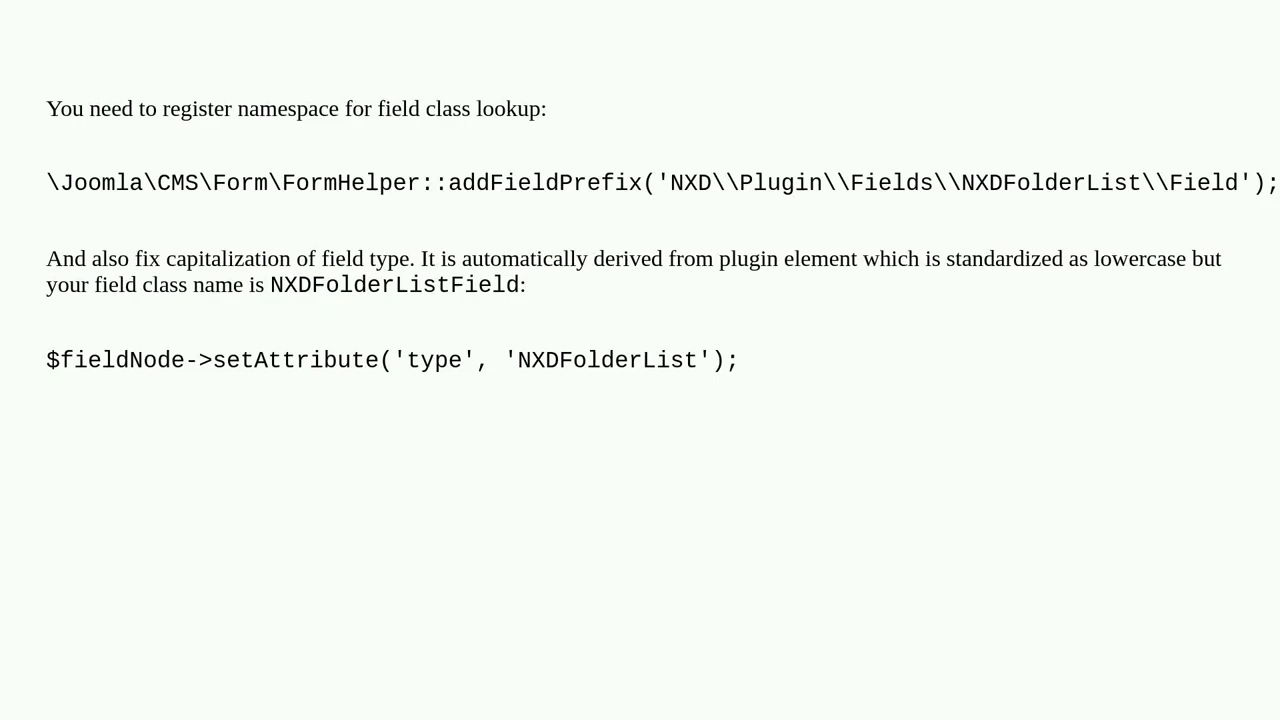 You need to register namespace for field class lookup:
\Joomla\CMS\Form\FormHelper::addFieldPrefix('NXD\\Plugin\\Fields\\NXDFolderList\\Field');
And also fix capitalization of field type. It is automatically derived from plugin element which is standardized as lowercase but
your field class name is NXDFolderListField:
$fieldNode->setAttribute('type', 'NXDFolderList');